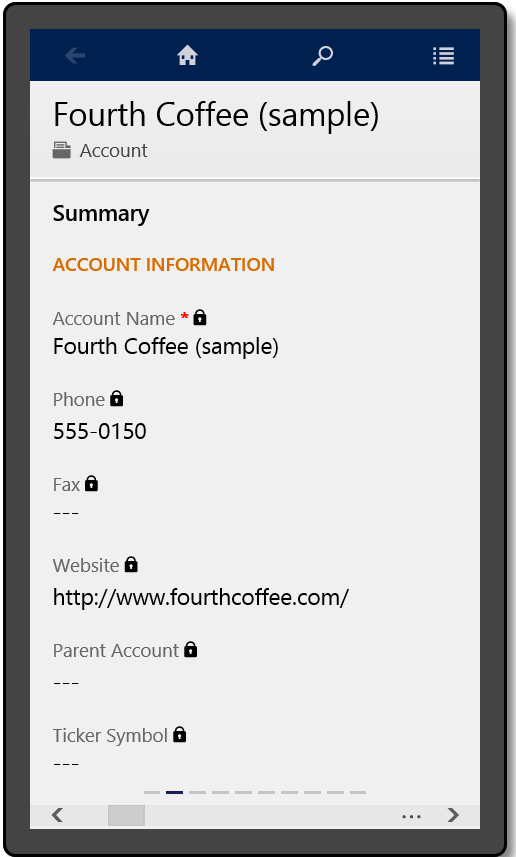 Fourth Coffee (sample)
Account
Summary
ACCOUNT INFORMATION
Account Name *
Fourth Coffee (sample)
Phone
555-0150
Fax
---
Website
http://www.fourthcoffee.com/
Parent Account
---
Ticker Symbol
---
...